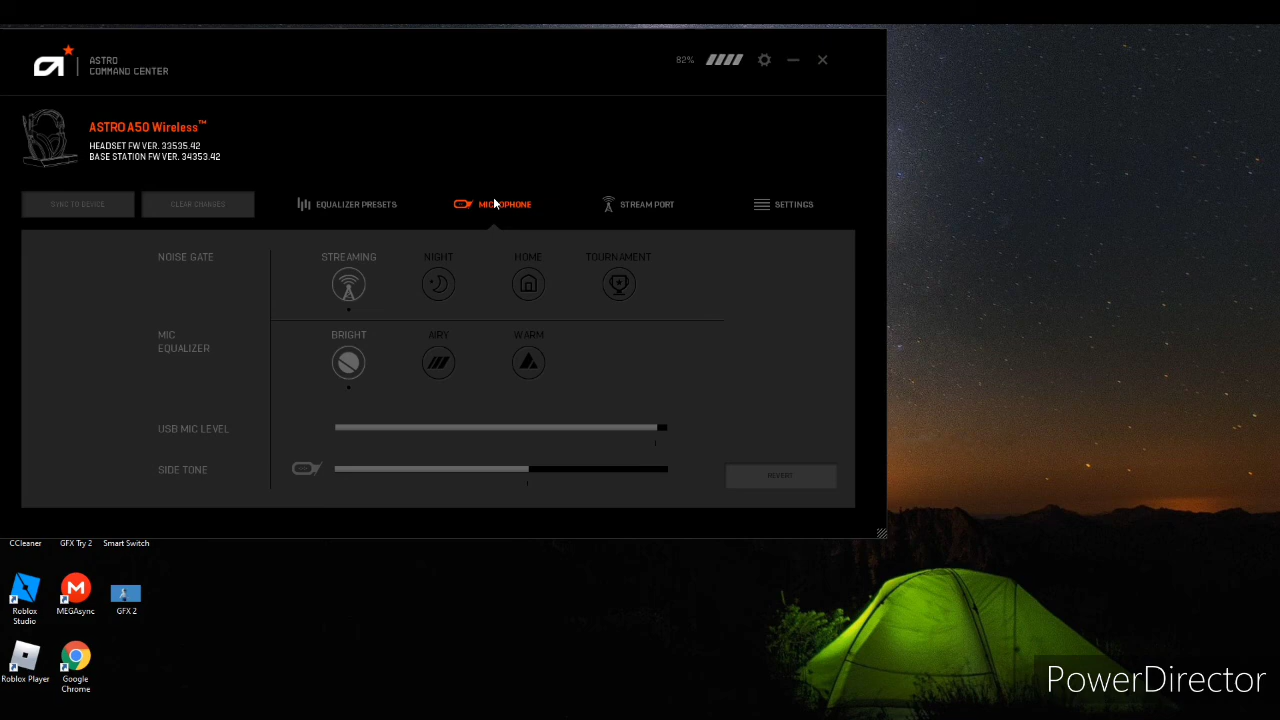 ASTRO
COMMAND CENTER
82%
ASTRO A50 Wireless™
HEADSET FW VER. 33535.42
BASE STATION FW VER. 34353.42
SYNC TO DEVICE
CLEAR CHANGES
EQUALIZER PRESETS
MICROPHONE
STREAM PORT
SETTINGS
NOISE GATE
STREAMING
NIGHT
HOME
TOURNAMENT
MIC
EQUALIZER
BRIGHT
AIRY
WARM
USB MIC LEVEL
SIDE TONE
REVERT
CCleaner
GFX Try 2
Smart Switch
Roblox
Studio
MEGAsync
GFX 2
Roblox Player
Google
Chrome
PowerDirector